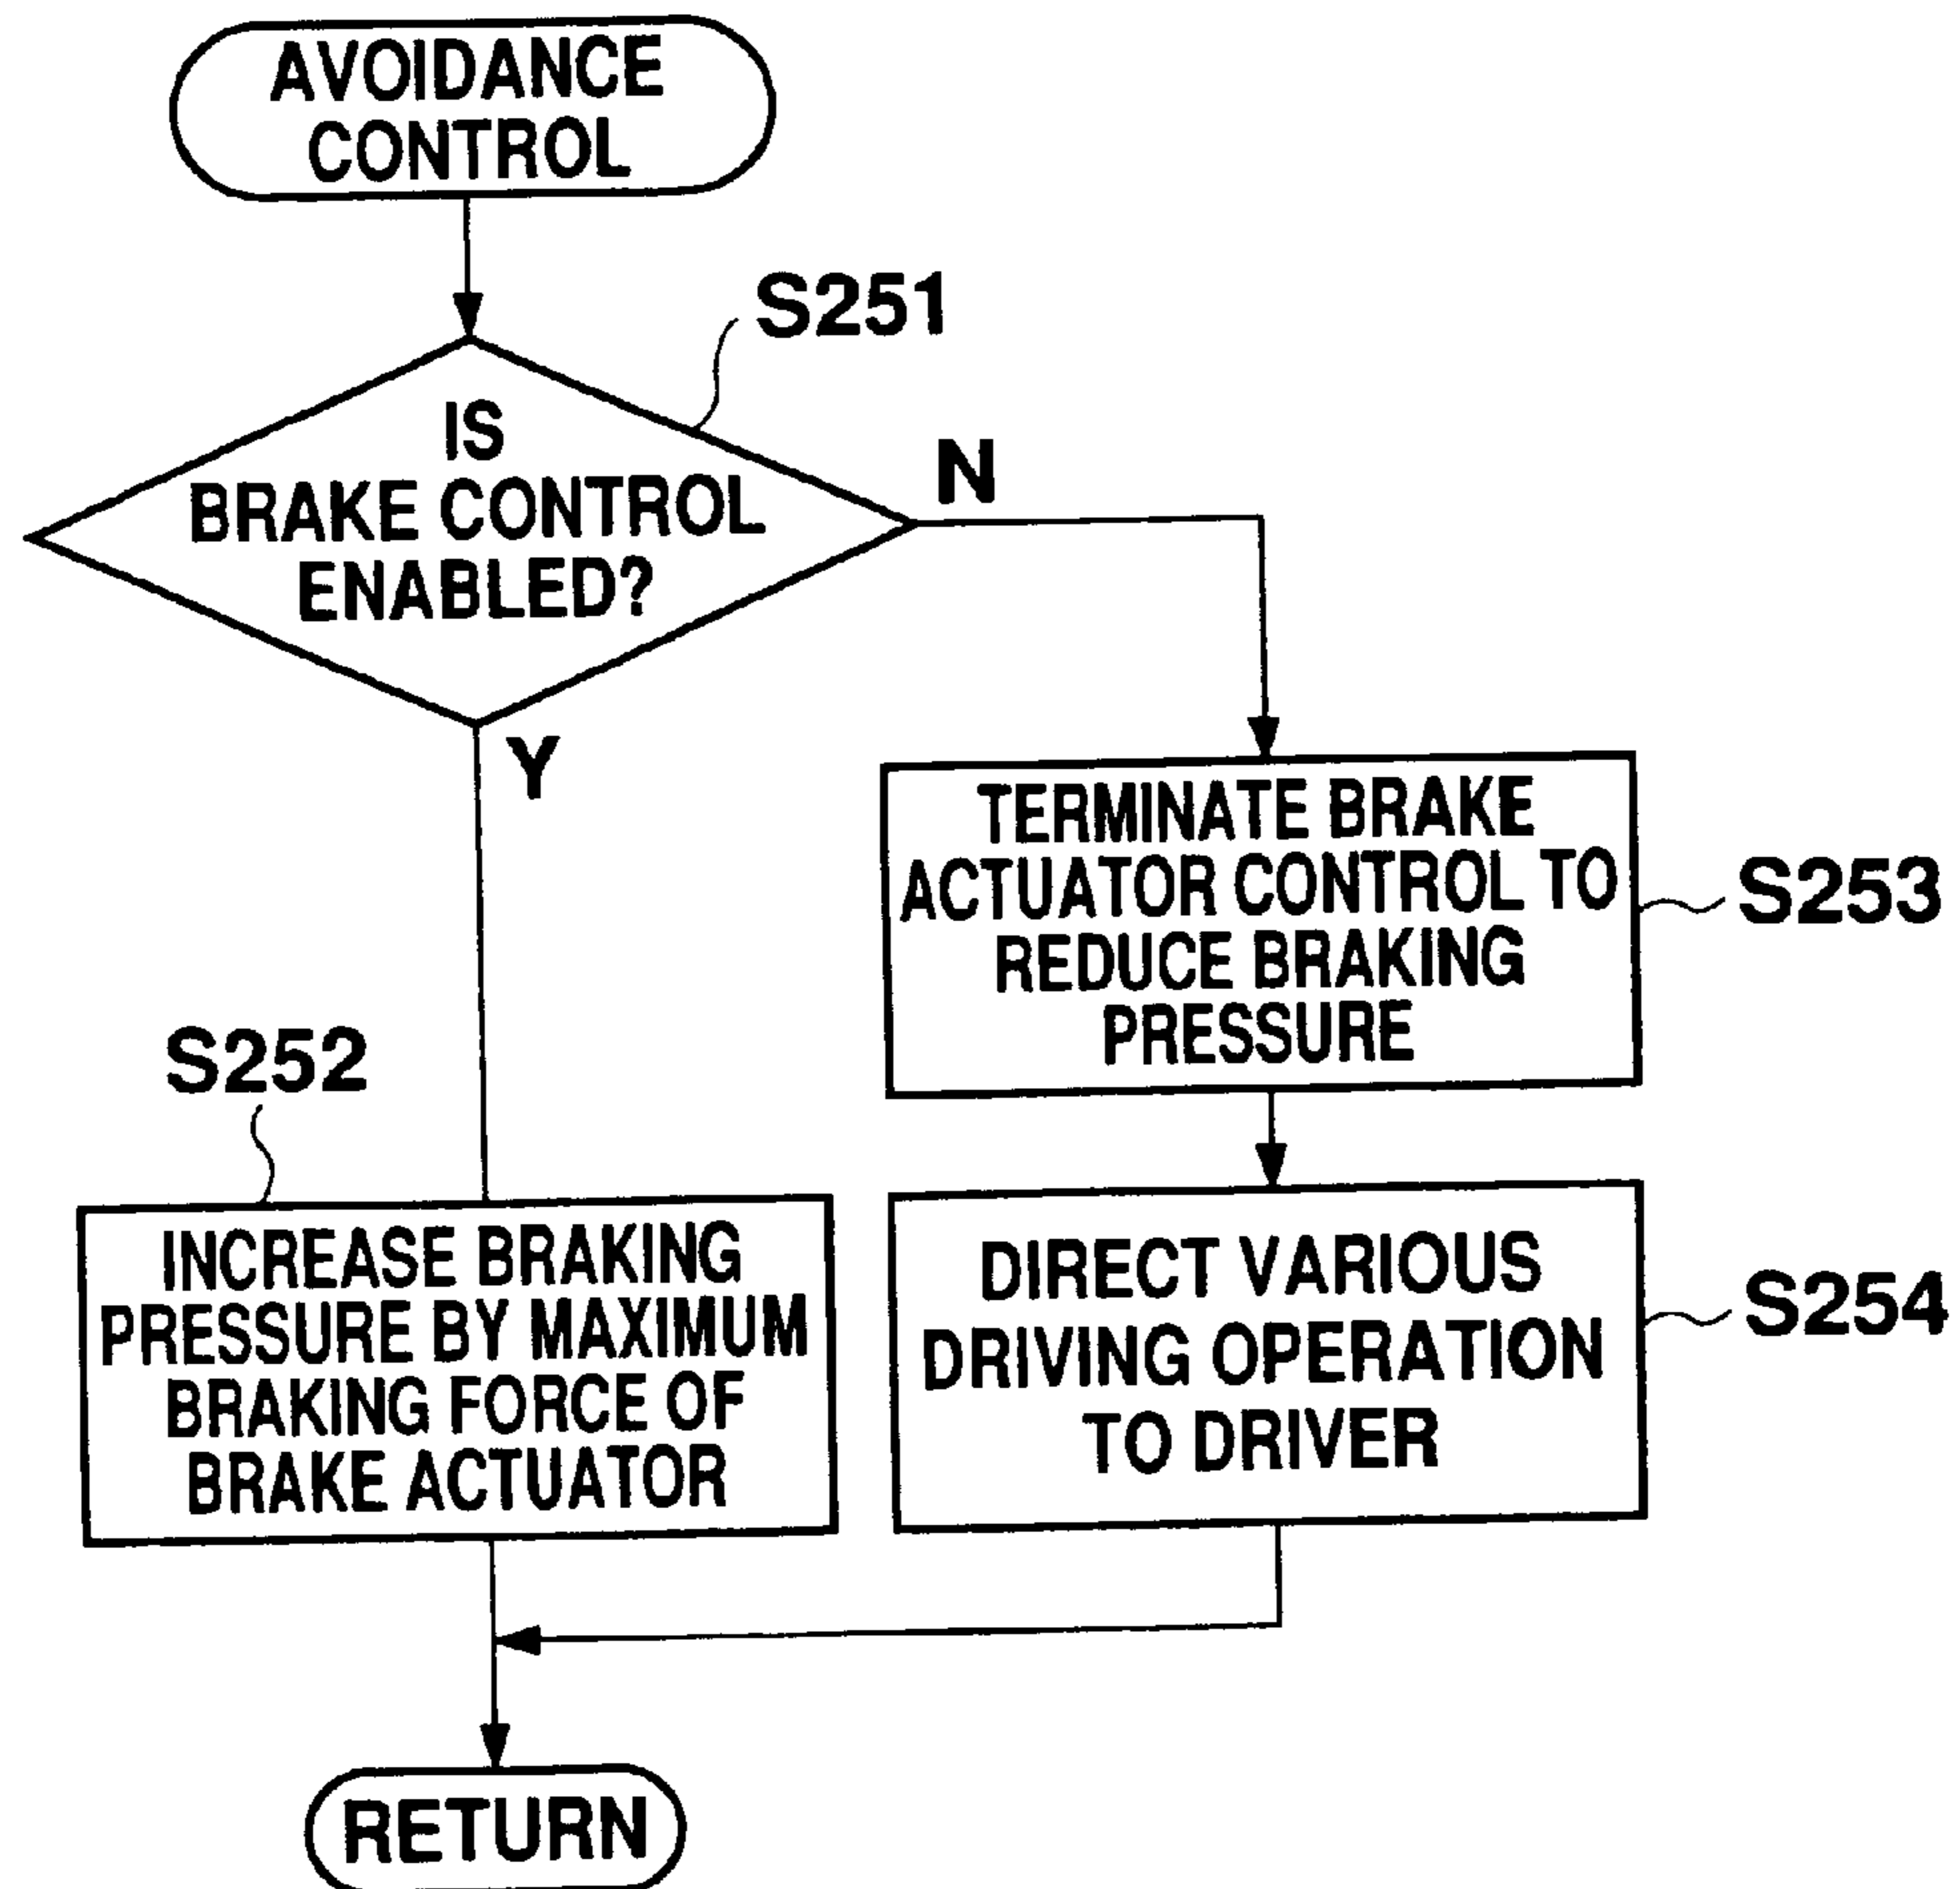 AVOIDANCE
CONTROL
S251
IS
BRAKE CONTROL
ENABLED?
N
Y
TERMINATE BRAKE
ACTUATOR CONTROL TO
REDUCE BRAKING
PRESSURE
S253
S252
INCREASE BRAKING
PRESSURE BY MAXIMUM
BRAKING FORCE OF
BRAKE ACTUATOR
DIRECT VARIOUS
DRIVING OPERATION
TO DRIVER
S254
RETURN